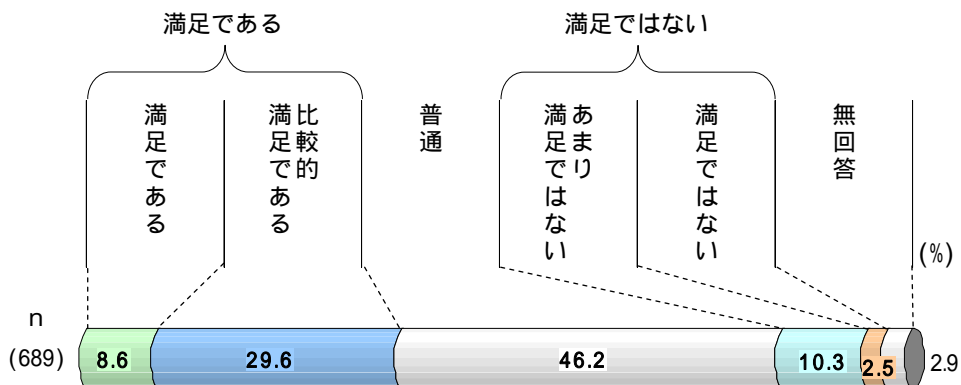 満足である
満足ではない
満足である
比較的
満足である
普通
あまり
満足ではない
満足ではない
無回答
(%)
n
(689)
8.6
29.6
46.2
10.3
2.5
2.9